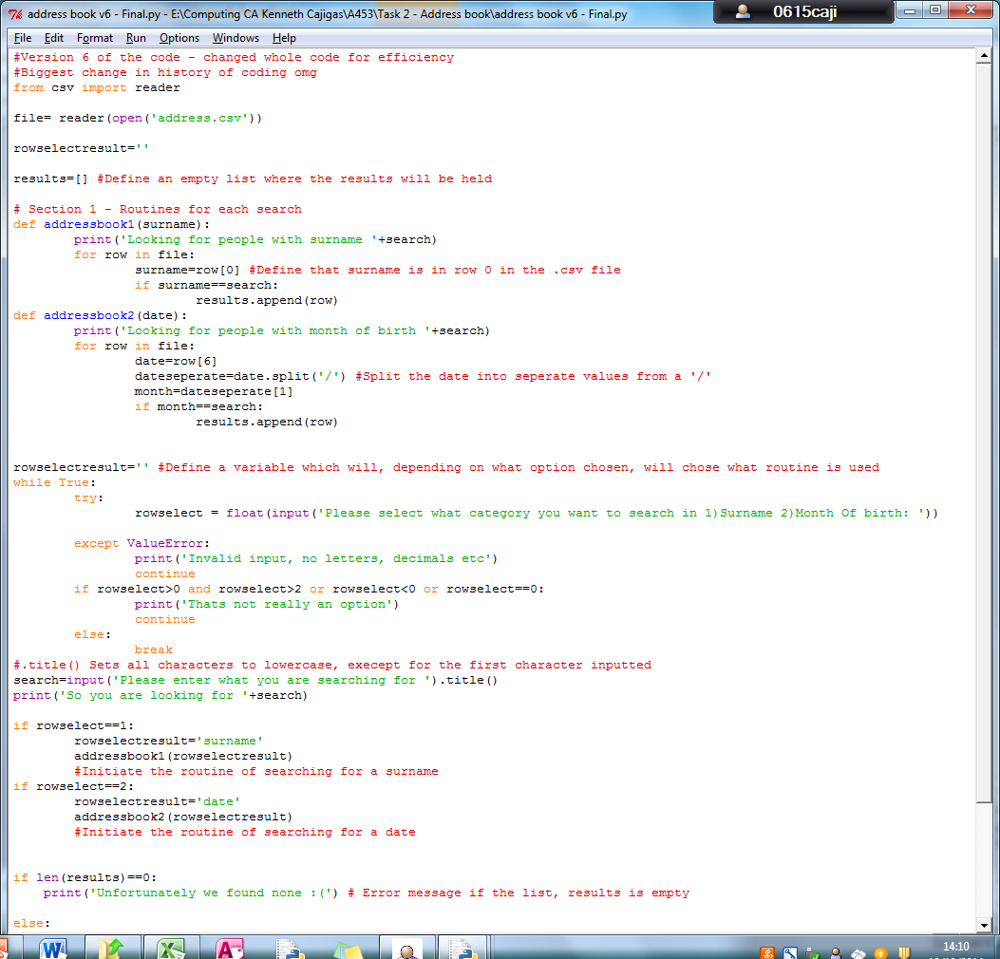 address book v6 - Final.py - E:\Computing CA Kenneth Cajigas\A453\Task 2 - Address book\address book v6 - Final.py
0615caji
File Edit Format Run Options Windows Help
#Version 6 of the code - changed whole code for efficiency
#Biggest change in history of coding omg
from csv import reader
file= reader(open('address.csv'))
rowselectresult=''
results=[] #Define an empty list where the results will be held
# Section 1 - Routines for each search
def addressbook1(surname):
        print('Looking for people with surname '+search)
        for row in file:
                surname=row[0] #Define that surname is in row 0 in the .csv file
                if surname==search:
                        results.append(row)
def addressbook2(date):
        print('Looking for people with month of birth '+search)
        for row in file:
                date=row[6]
                dateseperate=date.split('/') #Split the date into seperate values from a '/'
                month=dateseperate[1]
                if month==search:
                        results.append(row)
rowselectresult='' #Define a variable which will, depending on what option chosen, will chose what routine is used
while True:
        try:
                rowselect = float(input('Please select what category you want to search in 1)Surname 2)Month Of birth: '))
        except ValueError:
                print('Invalid input, no letters, decimals etc')
                continue
        if rowselect>0 and rowselect>2 or rowselect<0 or rowselect==0:
                print('Thats not really an option')
                continue
        else:
                break
#.title() Sets all characters to lowercase, execept for the first character inputted
search=input('Please enter what you are searching for ').title()
print('So you are looking for '+search)
if rowselect==1:
        rowselectresult='surname'
        addressbook1(rowselectresult)
        #Initiate the routine of searching for a surname
if rowselect==2:
        rowselectresult='date'
        addressbook2(rowselectresult)
        #Initiate the routine of searching for a date
if len(results)==0:
    print('Unfortunately we found none :(') # Error message if the list, results is empty
else:
14:10